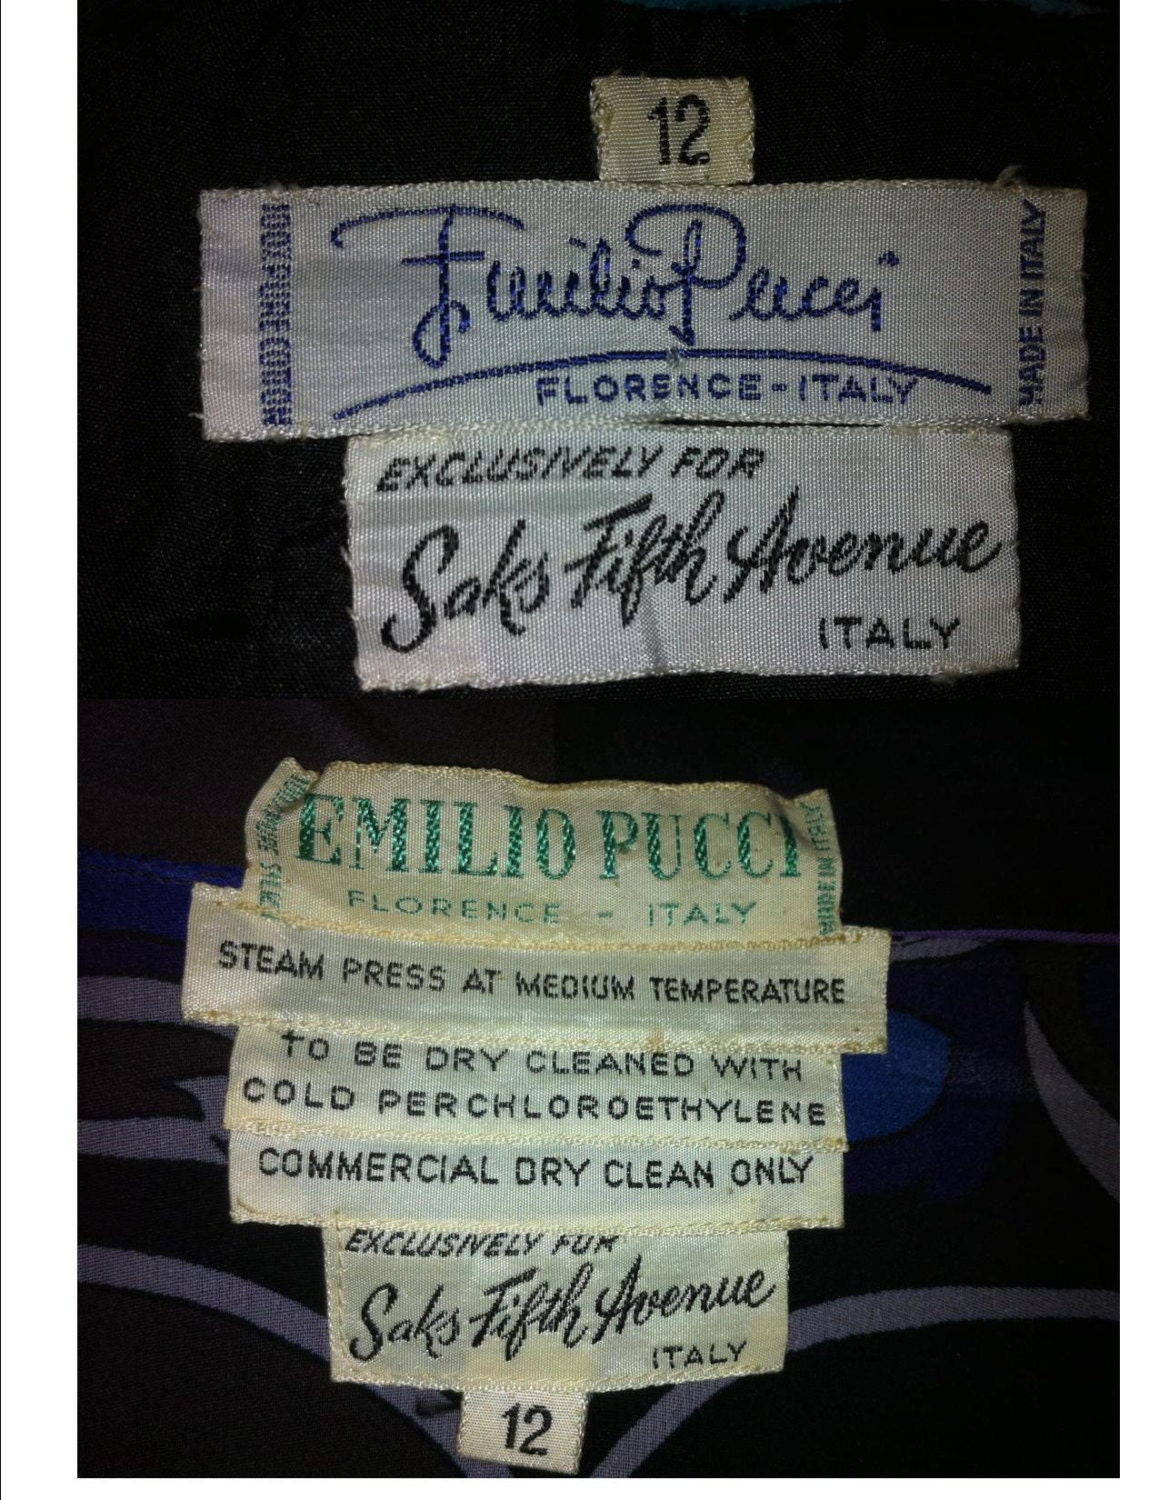 12
100% PURE COTTON
Emilio Pucci
MADE IN ITALY
FLORENCE-ITALY
EXCLUSIVELY FOR
Saks Fifth Avenue
ITALY
EMILIO PUCCI
SILK
MADE IN ITALY
FLORENCE - ITALY
STEAM PRESS AT MEDIUM TEMPERATURE
TO BE DRY CLEANED WITH
COLD PERCHLOROETHYLENE
COMMERCIAL DRY CLEAN ONLY
EXCLUSIVELY FOR
Saks Fifth Avenue
ITALY
12